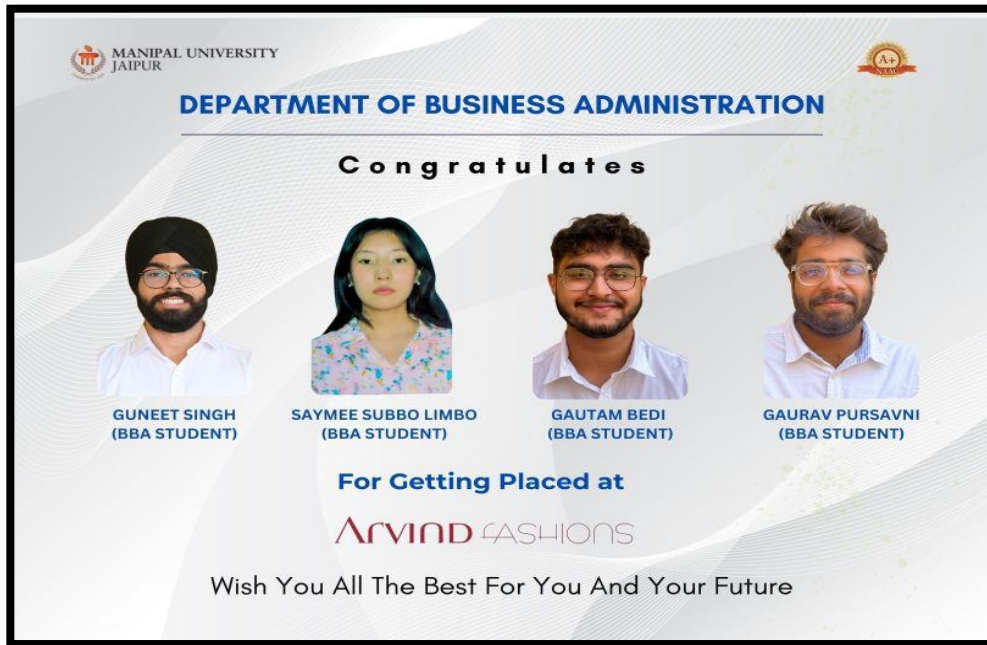 MANIPAL UNIVERSITY
JAIPUR
A+
NAAC
DEPARTMENT OF BUSINESS ADMINISTRATION
Congratulates
GUNEET SINGH
(BBA STUDENT)
SAYMEE SUBBO LIMBO
(BBA STUDENT)
GAUTAM BEDI
(BBA STUDENT)
GAURAV PURSAVNI
(BBA STUDENT)
For Getting Placed at
ARVIND FASHIONS
Wish You All The Best For You And Your Future